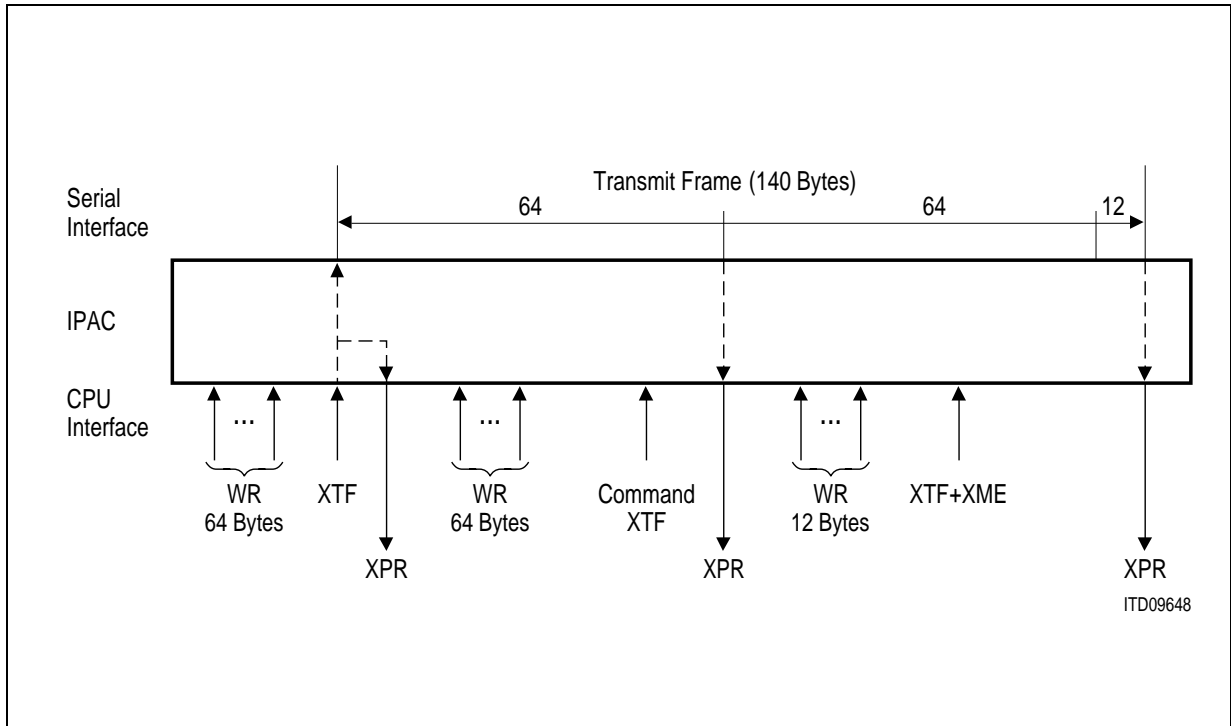 Transmit Frame (140 Bytes)
Serial
Interface
64
64
12
IPAC
CPU
Interface
...
...
...
WR
64 Bytes
XTF
WR
64 Bytes
Command
XTF
WR
12 Bytes
XTF+XME
XPR
XPR
XPR
ITD09648